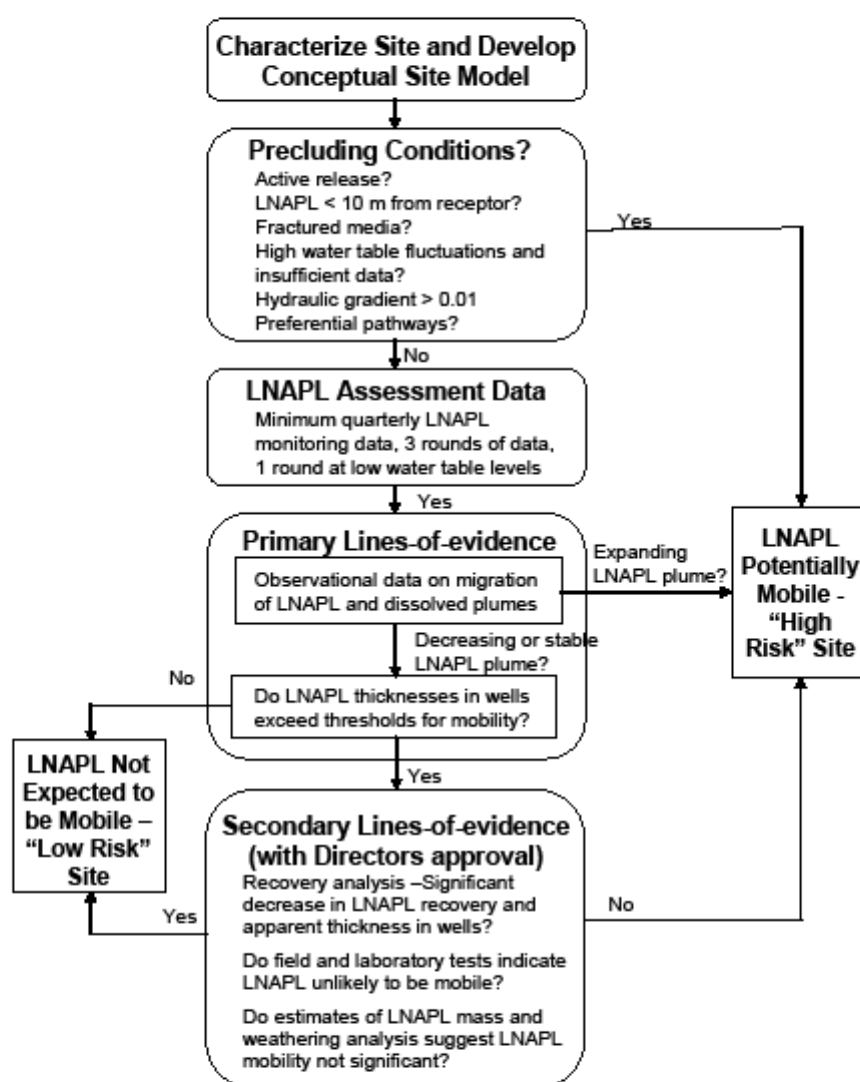 Characterize Site and Develop
Conceptual Site Model
Precluding Conditions?
Active release?
LNAPL < 10 m from receptor?
Fractured media?
High water table fluctuations and
insufficient data?
Hydraulic gradient > 0.01
Preferential pathways?
Yes
No
LNAPL Assessment Data
Minimum quarterly LNAPL
monitoring data, 3 rounds of data,
1 round at low water table levels
Yes
Primary Lines-of-evidence
Observational data on migration
of LNAPL and dissolved plumes
Expanding
LNAPL plume?
LNAPL
Potentially
Mobile -
“High
Risk” Site
Decreasing or stable
LNAPL plume?
No
Do LNAPL thicknesses in wells
exceed thresholds for mobility?
LNAPL Not
Expected to
be Mobile –
“Low Risk”
Site
Yes
Secondary Lines-of-evidence
(with Directors approval)
Recovery analysis –Significant
decrease in LNAPL recovery and
apparent thickness in wells?
Yes
No
Do field and laboratory tests indicate
LNAPL unlikely to be mobile?
Do estimates of LNAPL mass and
weathering analysis suggest LNAPL
mobility not significant?